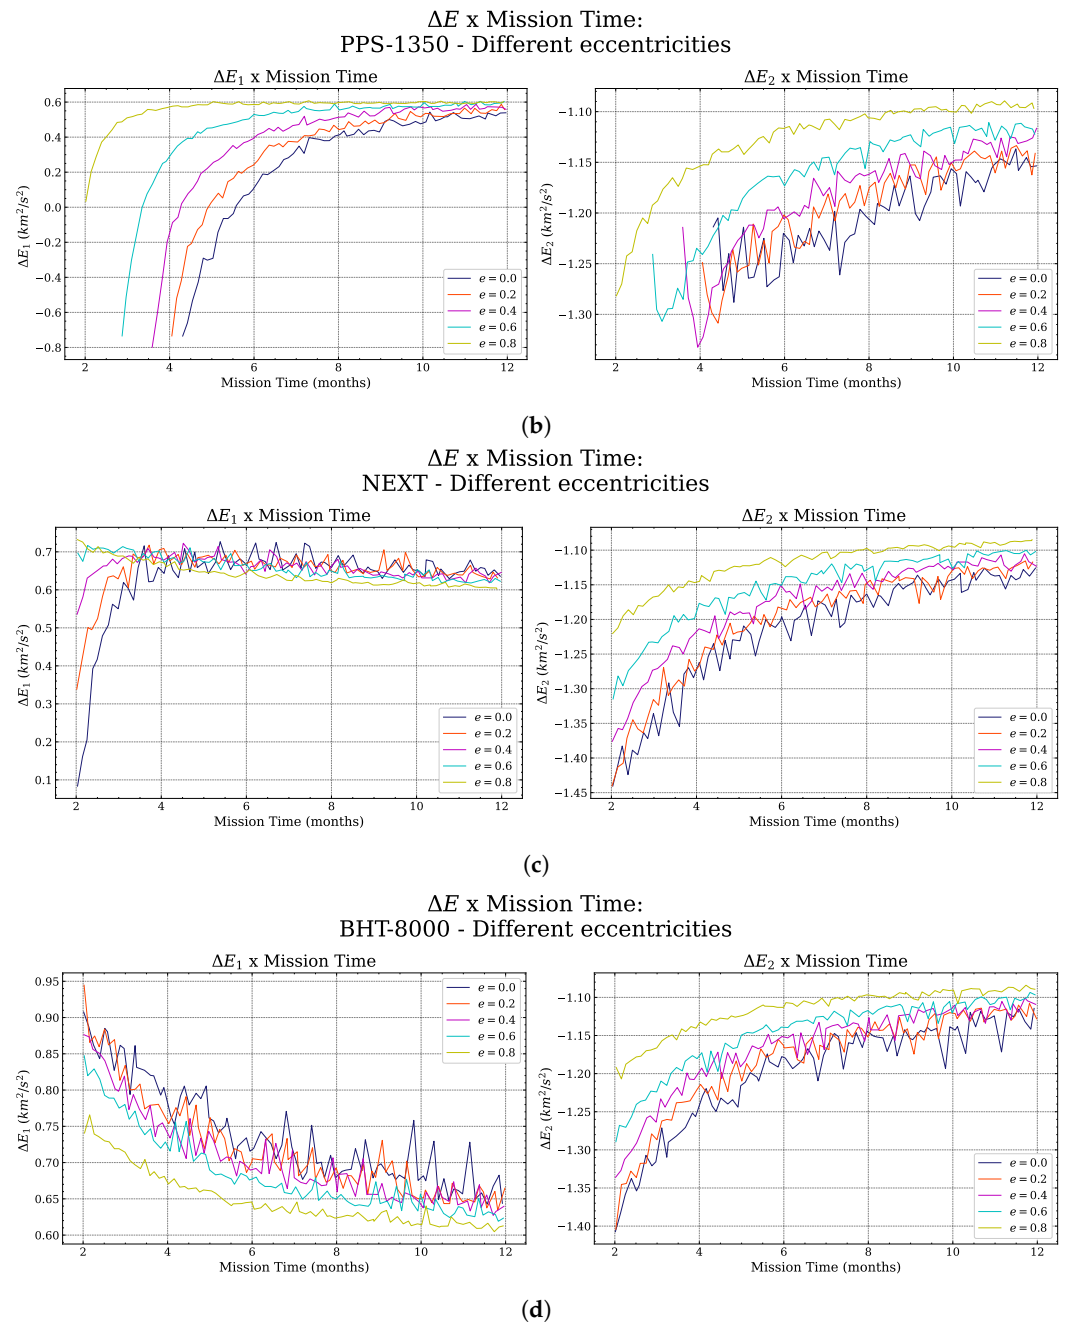 ΔE x Mission Time:
PPS-1350 - Different eccentricities
ΔE₁ x Mission Time
ΔE₁ (km²/s²)
0.6
0.4
0.2
0.0
−0.2
−0.4
−0.6
−0.8
e = 0.0
e = 0.2
e = 0.4
e = 0.6
e = 0.8
2 4 6 8 10 12
Mission Time (months)
ΔE₂ x Mission Time
ΔE₂ (km²/s²)
−1.10
−1.15
−1.20
−1.25
−1.30
e = 0.0
e = 0.2
e = 0.4
e = 0.6
e = 0.8
2 4 6 8 10 12
Mission Time (months)
(b)
ΔE x Mission Time:
NEXT - Different eccentricities
ΔE₁ x Mission Time
ΔE₁ (km²/s²)
0.7
0.6
0.5
0.4
0.3
0.2
0.1
e = 0.0
e = 0.2
e = 0.4
e = 0.6
e = 0.8
2 4 6 8 10 12
Mission Time (months)
ΔE₂ x Mission Time
ΔE₂ (km²/s²)
−1.10
−1.15
−1.20
−1.25
−1.30
−1.35
−1.40
−1.45
e = 0.0
e = 0.2
e = 0.4
e = 0.6
e = 0.8
2 4 6 8 10 12
Mission Time (months)
(c)
ΔE x Mission Time:
BHT-8000 - Different eccentricities
ΔE₁ x Mission Time
ΔE₁ (km²/s²)
0.95
0.90
0.85
0.80
0.75
0.70
0.65
0.60
e = 0.0
e = 0.2
e = 0.4
e = 0.6
e = 0.8
2 4 6 8 10 12
Mission Time (months)
ΔE₂ x Mission Time
ΔE₂ (km²/s²)
−1.10
−1.15
−1.20
−1.25
−1.30
−1.35
−1.40
e = 0.0
e = 0.2
e = 0.4
e = 0.6
e = 0.8
2 4 6 8 10 12
Mission Time (months)
(d)